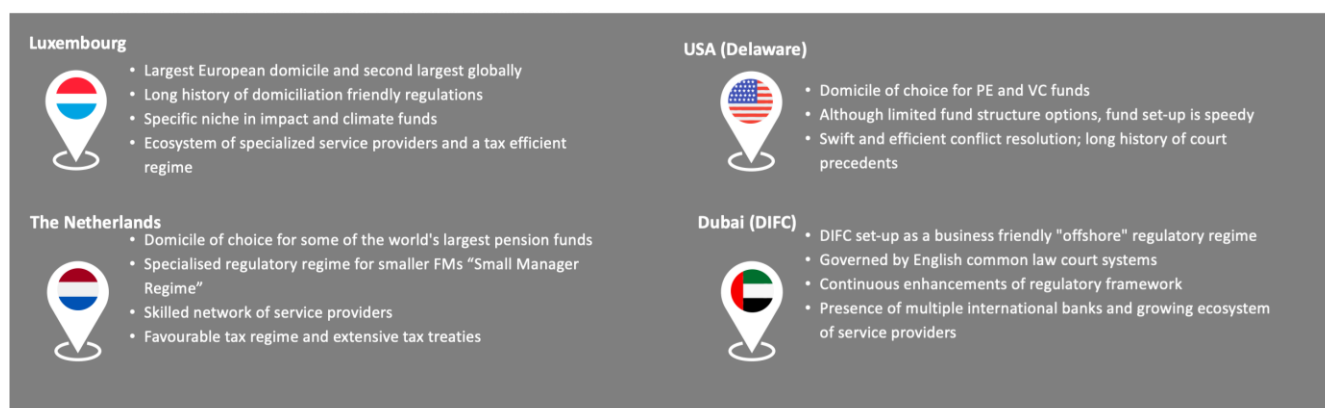 Luxembourg
• Largest European domicile and second largest globally
• Long history of domiciliation friendly regulations
• Specific niche in impact and climate funds
• Ecosystem of specialized service providers and a tax efficient
regime
USA (Delaware)
• Domicile of choice for PE and VC funds
• Although limited fund structure options, fund set-up is speedy
• Swift and efficient conflict resolution; long history of court
precedents
The Netherlands
• Domicile of choice for some of the world's largest pension funds
• Specialised regulatory regime for smaller FMs “Small Manager
Regime”
• Skilled network of service providers
• Favourable tax regime and extensive tax treaties
Dubai (DIFC)
• DIFC set-up as a business friendly "offshore" regulatory regime
• Governed by English common law court systems
• Continuous enhancements of regulatory framework
• Presence of multiple international banks and growing ecosystem
of service providers